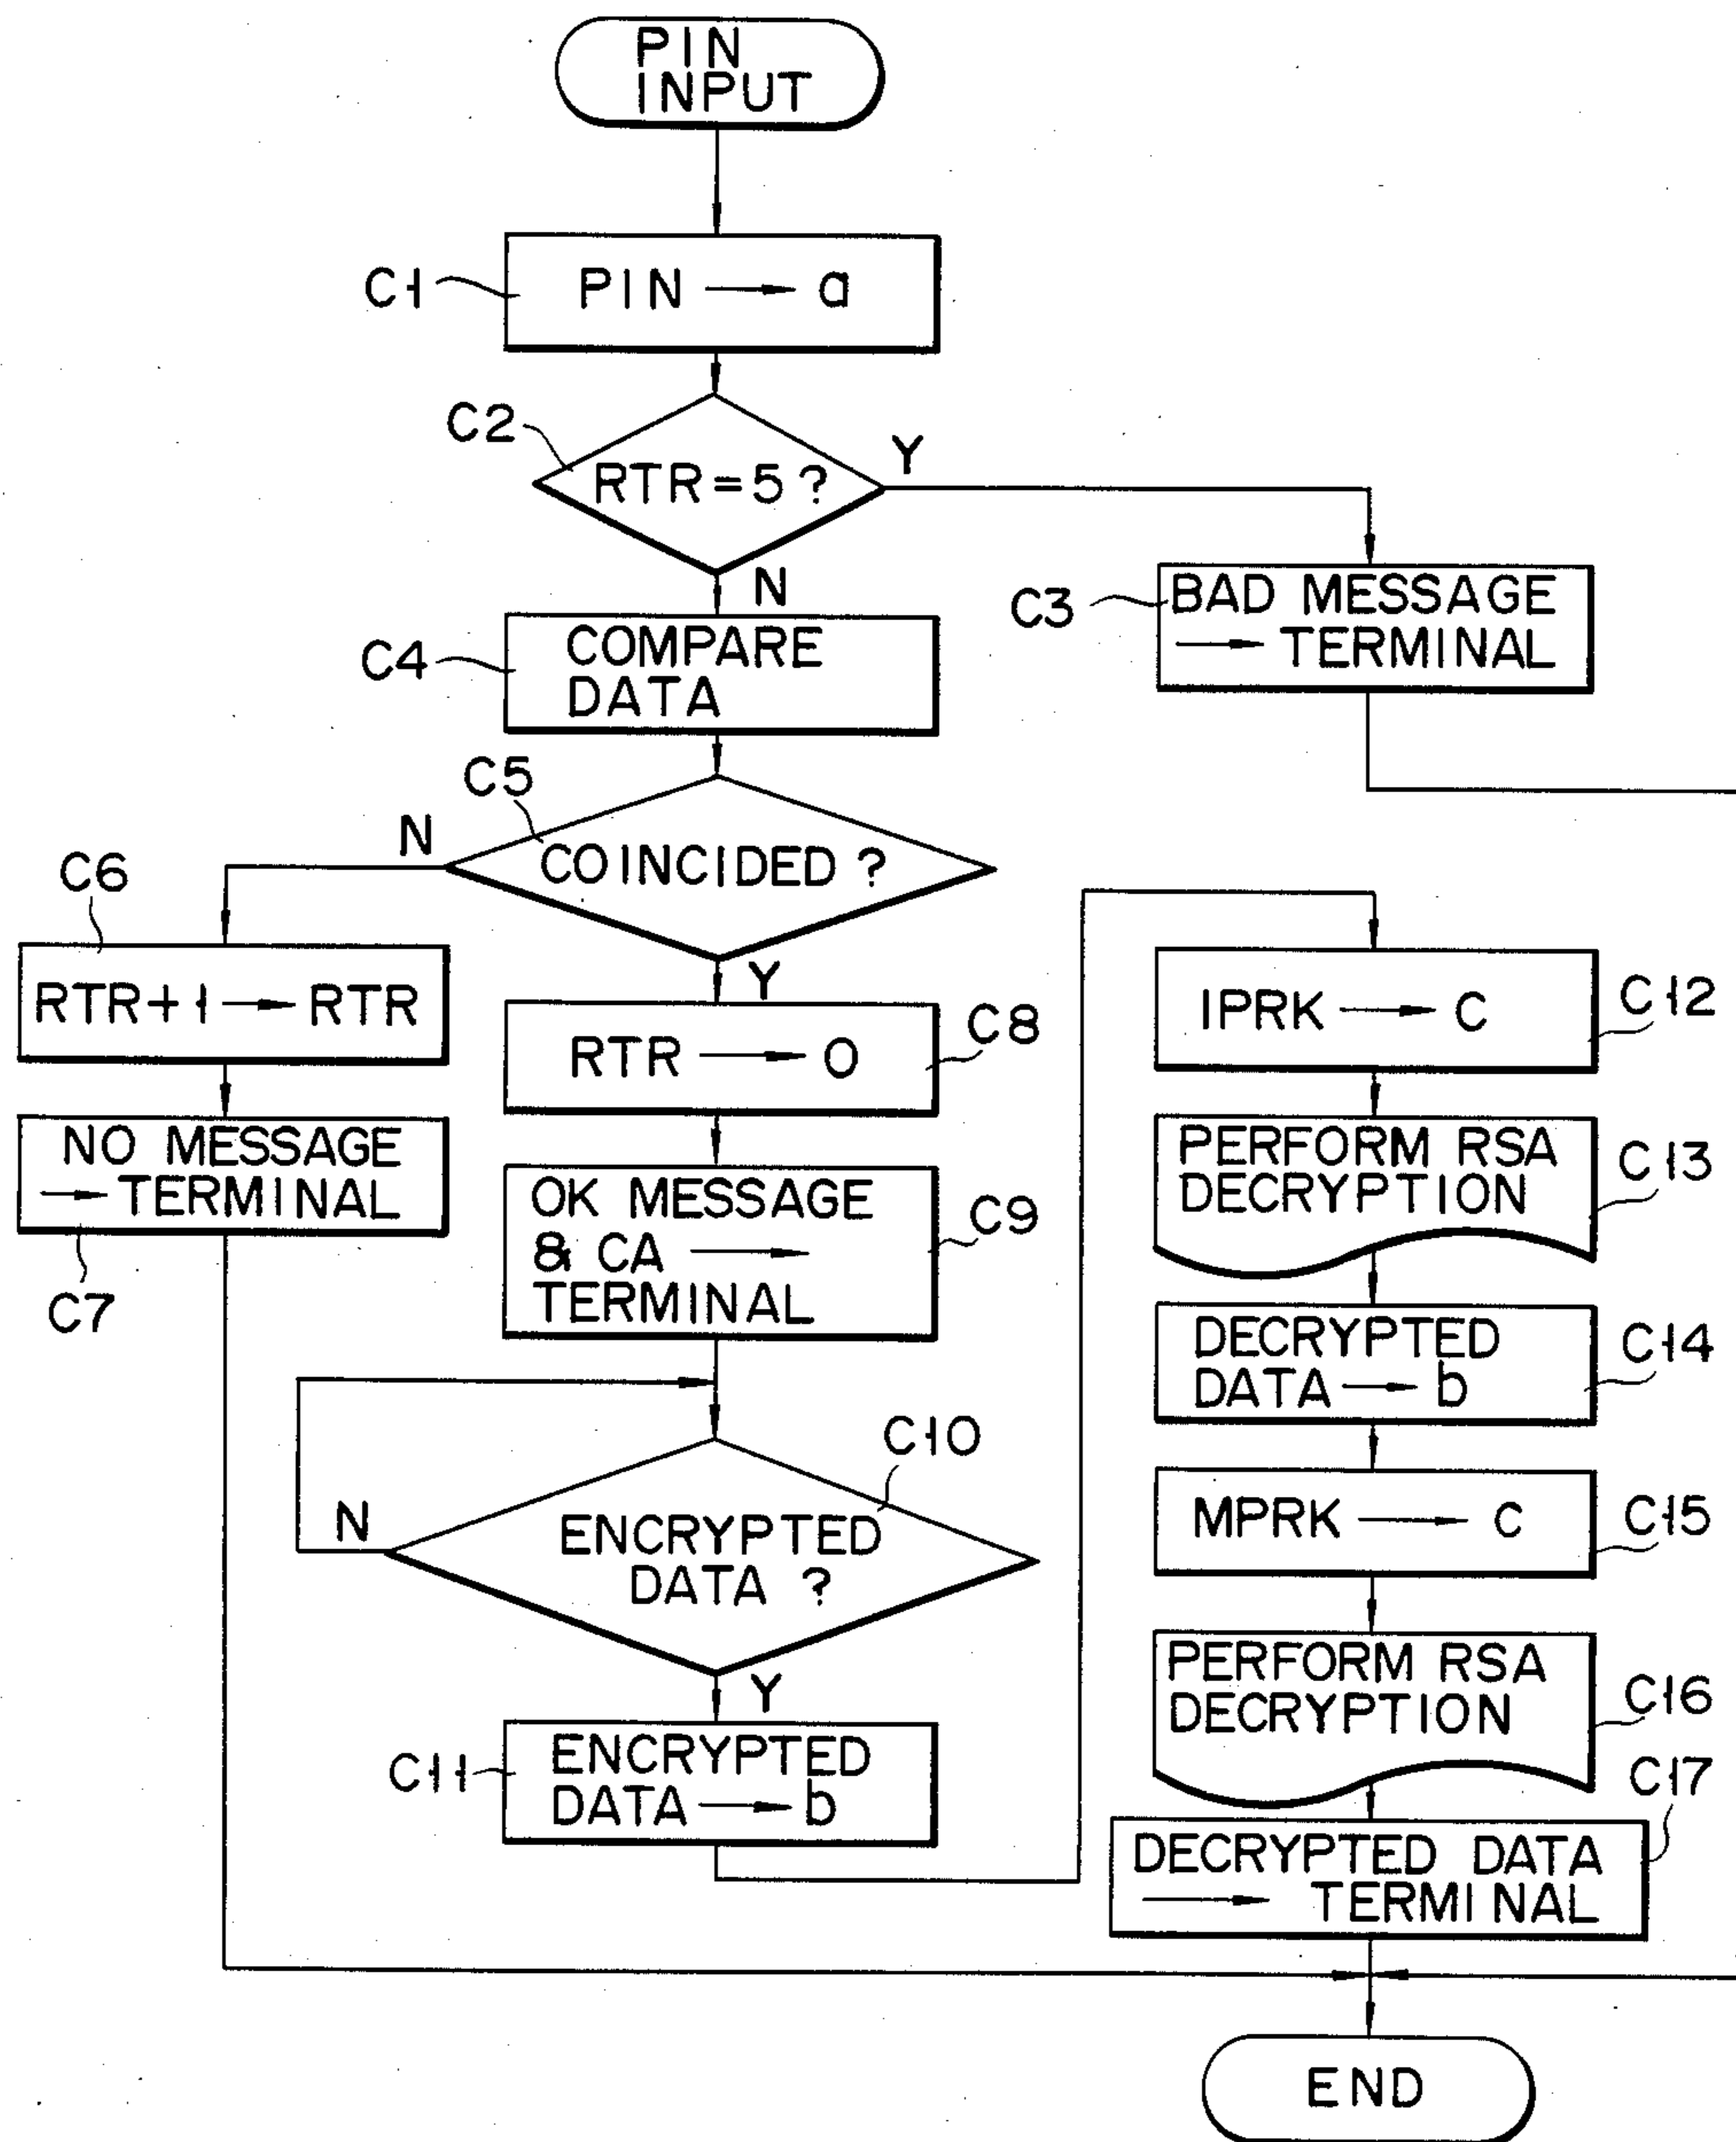 PIN
INPUT
C1
PIN → a
C2
RTR=5?
Y
N
C3
BAD MESSAGE
→ TERMINAL
C4
COMPARE
DATA
C5
COINCIDED?
N
Y
C6
RTR+1 → RTR
C7
NO MESSAGE
→ TERMINAL
C8
RTR → 0
C9
OK MESSAGE
& CA →
TERMINAL
C10
ENCRYPTED
DATA ?
N
Y
C11
ENCRYPTED
DATA → b
C12
IPRK → C
C13
PERFORM RSA
DECRYPTION
C14
DECRYPTED
DATA → b
C15
MPRK → C
C16
PERFORM RSA
DECRYPTION
C17
DECRYPTED DATA
→ TERMINAL
END